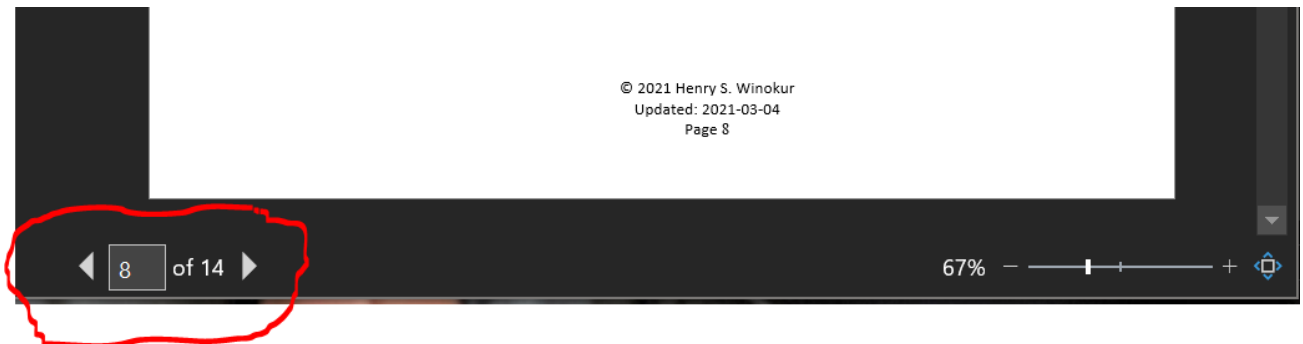 © 2021 Henry S. Winokur
Updated: 2021-03-04
Page 8
8 of 14
67%